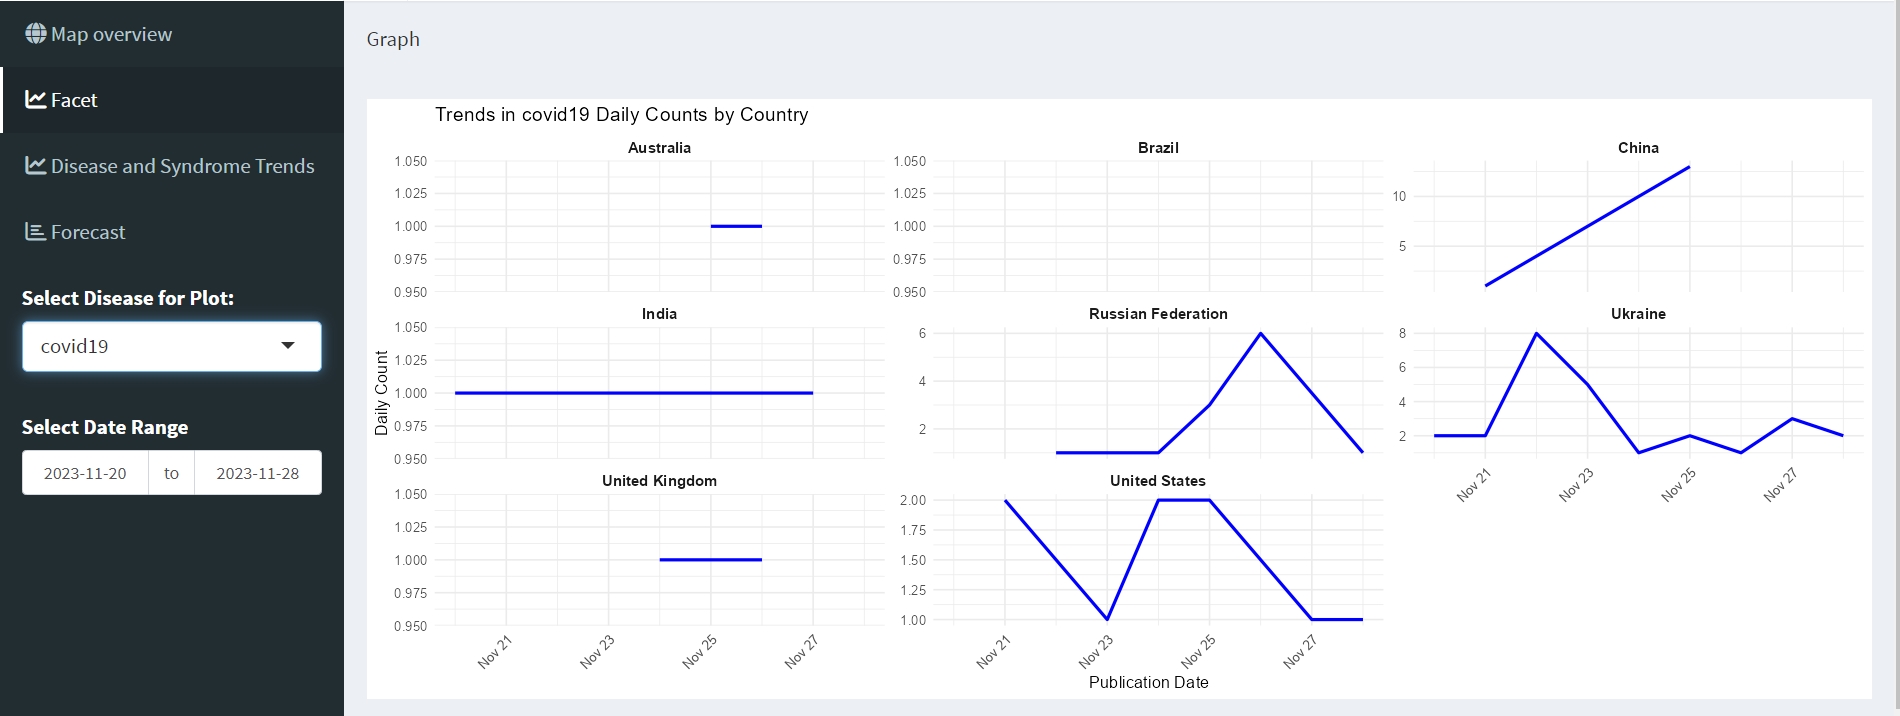 Map overview
Facet
Disease and Syndrome Trends
Forecast
Select Disease for Plot:
covid19
Select Date Range
2023-11-20 to 2023-11-28
Graph
Trends in covid19 Daily Counts by Country
Daily Count
Australia
1.050
1.025
1.000
0.975
0.950
Brazil
1.050
1.025
1.000
0.975
0.950
China
10
5
India
1.050
1.025
1.000
0.975
0.950
Russian Federation
6
4
2
Ukraine
8
6
4
2
Nov 21 Nov 23 Nov 25 Nov 27
United Kingdom
1.050
1.025
1.000
0.975
0.950
Nov 21 Nov 23 Nov 25 Nov 27
United States
2.00
1.75
1.50
1.25
1.00
Nov 21 Nov 23 Nov 25 Nov 27
Publication Date